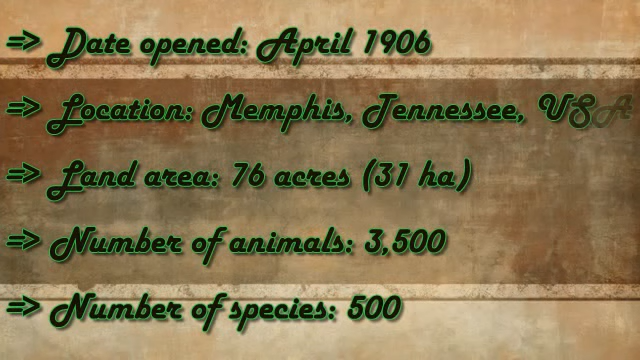 => Date opened: April 1906
=> Location: Memphis, Tennessee, USA
=> Land area: 76 acres (31 ha)
=> Number of animals: 3,500
=> Number of species: 500